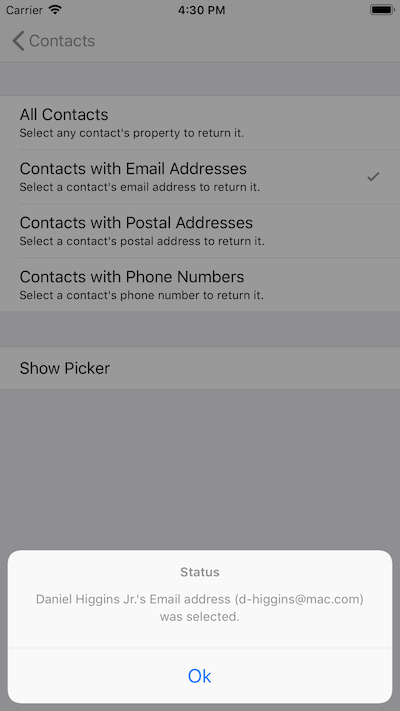 Carrier 4:30 PM
Contacts
All Contacts
Select any contact's property to return it.
Contacts with Email Addresses
Select a contact's email address to return it.
Contacts with Postal Addresses
Select a contact's postal address to return it.
Contacts with Phone Numbers
Select a contact's phone number to return it.
Show Picker
Status
Daniel Higgins Jr.'s Email address (d-higgins@mac.com)
was selected.
Ok